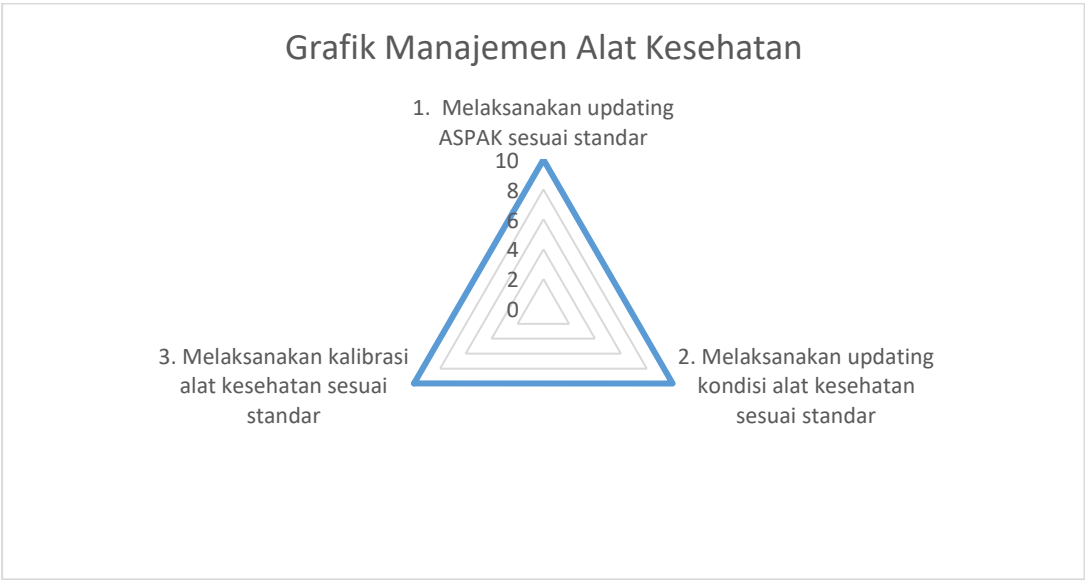 Grafik Manajemen Alat Kesehatan
1. Melaksanakan updating
ASPAK sesuai standar
10
8
6
4
2
0
3. Melaksanakan kalibrasi
alat kesehatan sesuai
standar
2. Melaksanakan updating
kondisi alat kesehatan
sesuai standar